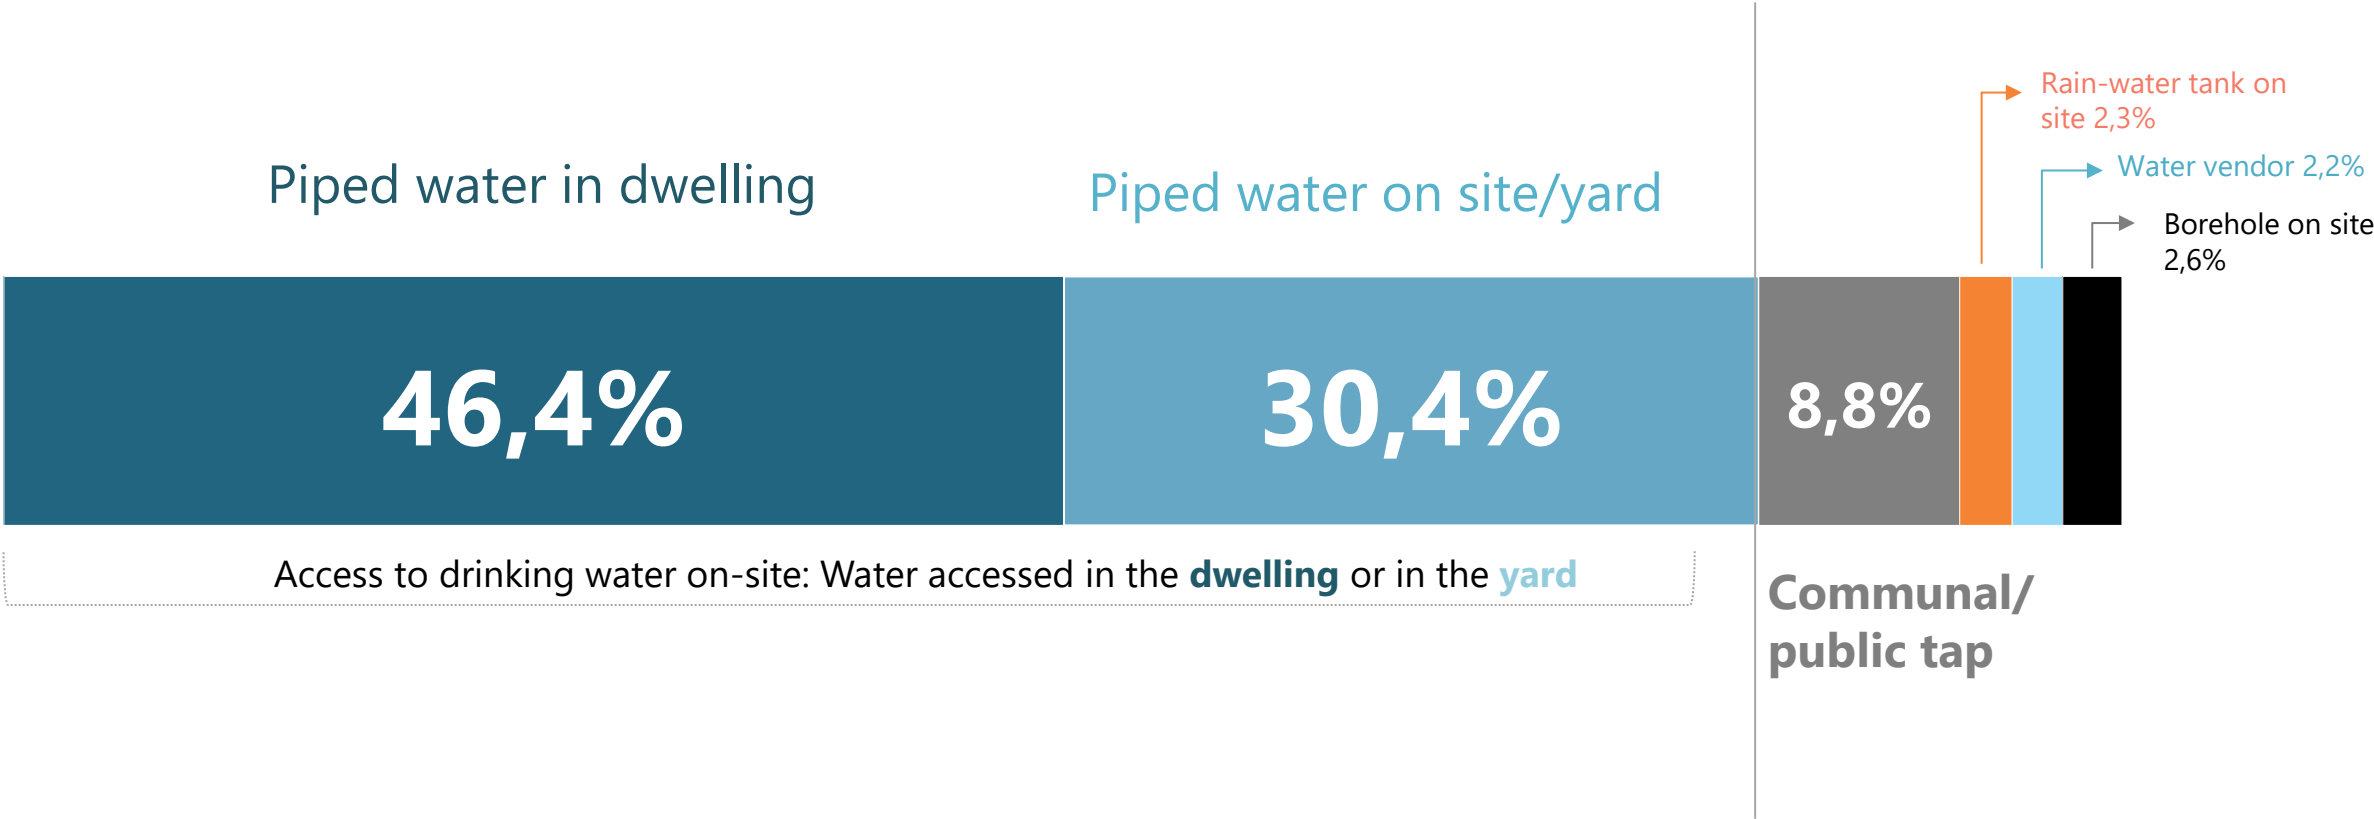 Rain-water tank on
site 2,3%
Water vendor 2,2%
Borehole on site
2,6%
Piped water in dwelling
Piped water on site/yard
46,4%
30,4%
8,8%
Access to drinking water on-site: Water accessed in the dwelling or in the yard
Communal/
public tap